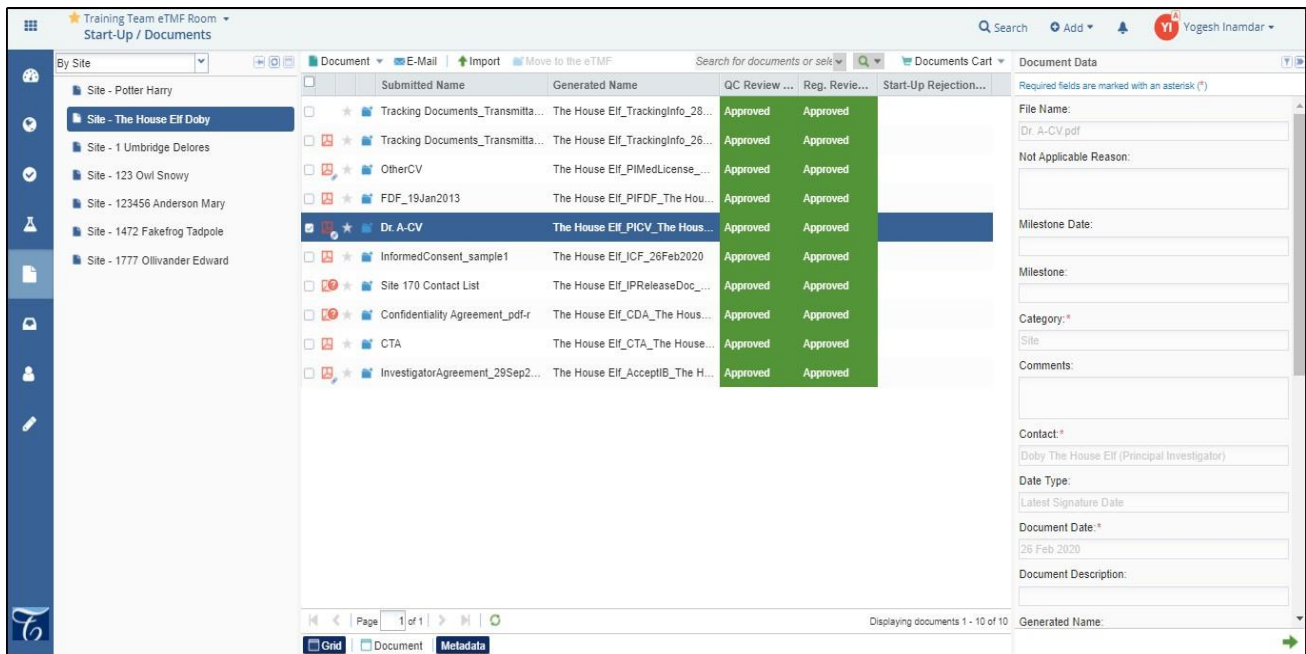 Training Team eTMF Room
Start-Up / Documents
Search
Add
A
YI
Yogesh Inamdar
By Site
Site - Potter Harry
Site - The House Elf Doby
Site - 1 Umbridge Delores
Site - 123 Owl Snowy
Site - 123456 Anderson Mary
Site - 1472 Fakefrog Tadpole
Site - 1777 Ollivander Edward
Document E-Mail Import Move to the eTMF Search for documents or sele Documents Cart
Submitted Name Generated Name QC Review ... Reg. Revie... Start-Up Rejection...
Tracking Documents_Transmitta... The House Elf_TrackingInfo_28... Approved Approved
Tracking Documents_Transmitta... The House Elf_TrackingInfo_26... Approved Approved
OtherCV The House Elf_PIMedLicense_... Approved Approved
FDF_19Jan2013 The House Elf_PIFDF_The Hou... Approved Approved
Dr. A-CV The House Elf_PICV_The Hous... Approved Approved
InformedConsent_sample1 The House Elf_ICF_26Feb2020 Approved Approved
Site 170 Contact List The House Elf_IPReleaseDoc_... Approved Approved
Confidentiality Agreement_pdf-r The House Elf_CDA_The Hous... Approved Approved
CTA The House Elf_CTA_The House... Approved Approved
InvestigatorAgreement_29Sep2... The House Elf_AcceptIB_The H... Approved Approved
Page 1 of 1
Displaying documents 1 - 10 of 10
Grid Document Metadata
Document Data
Required fields are marked with an asterisk (*)
File Name:
Dr. A-CV.pdf
Not Applicable Reason:
Milestone Date:
Milestone:
Category:*
Site
Comments:
Contact:*
Doby The House Elf (Principal Investigator)
Date Type:
Latest Signature Date
Document Date:*
26 Feb 2020
Document Description:
Generated Name: